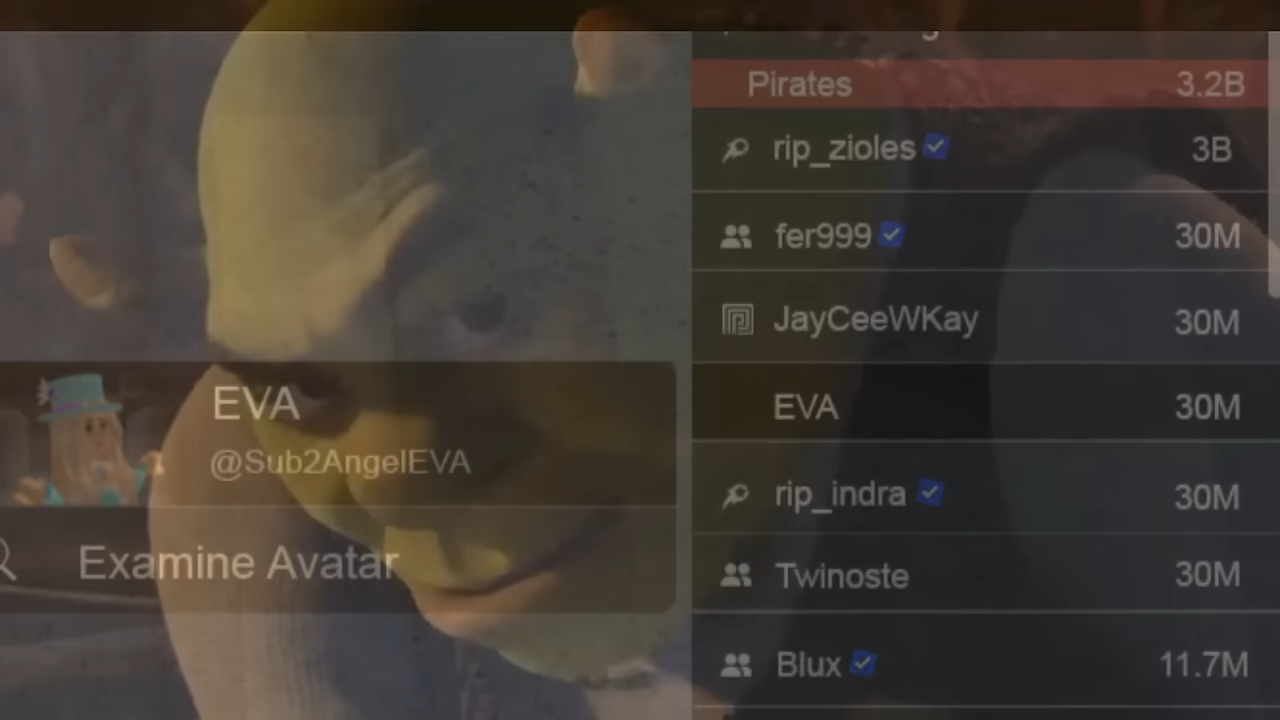 Pirates 3.2B
rip_zioles 3B
fer999 30M
JayCeeWKay 30M
EVA
EVA 30M
@Sub2AngelEVA
rip_indra 30M
Examine Avatar
Twinoste 30M
Blux 11.7M